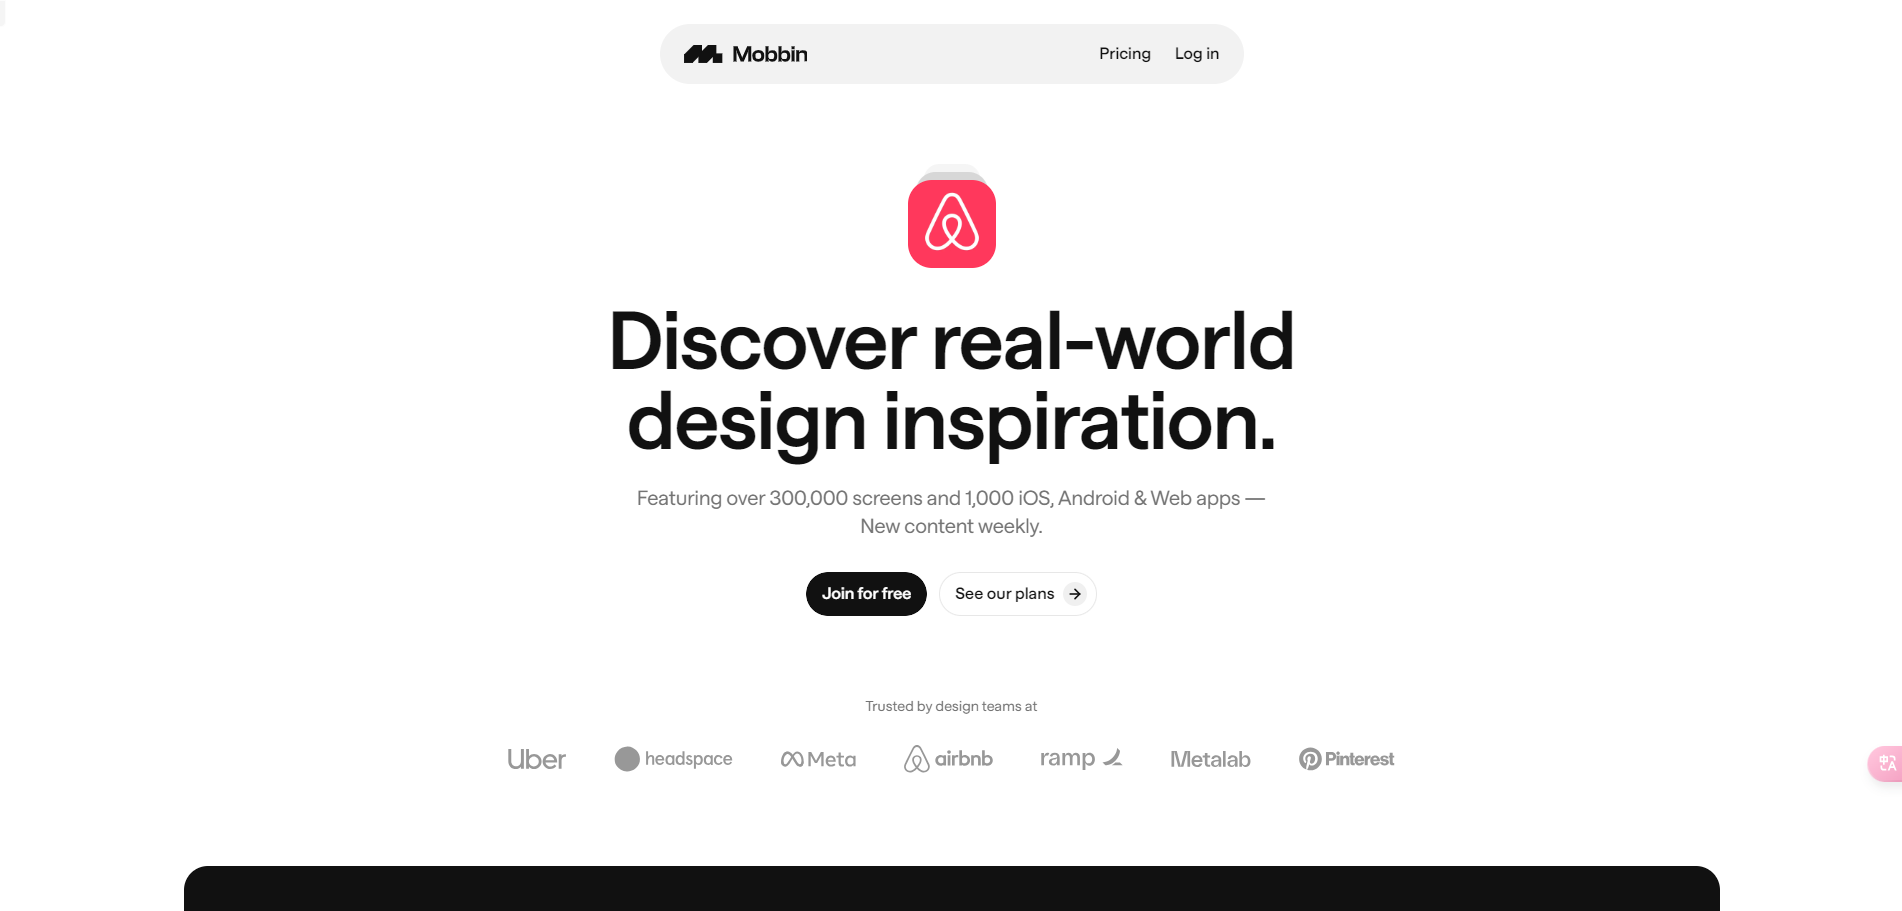 Mobbin
Pricing
Log in
Discover real-world
design inspiration.
Featuring over 300,000 screens and 1,000 iOS, Android & Web apps —
New content weekly.
Join for free
See our plans
Trusted by design teams at
Uber
headspace
Meta
airbnb
ramp
Metalab
Pinterest
中A